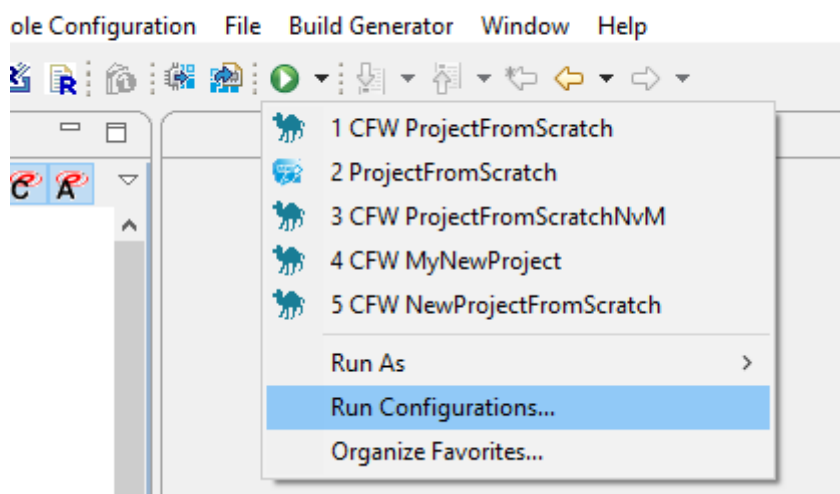 ole Configuration File Build Generator Window Help
R
C A
1 CFW ProjectFromScratch
2 ProjectFromScratch
3 CFW ProjectFromScratchNvM
4 CFW MyNewProject
5 CFW NewProjectFromScratch
Run As
Run Configurations...
Organize Favorites...